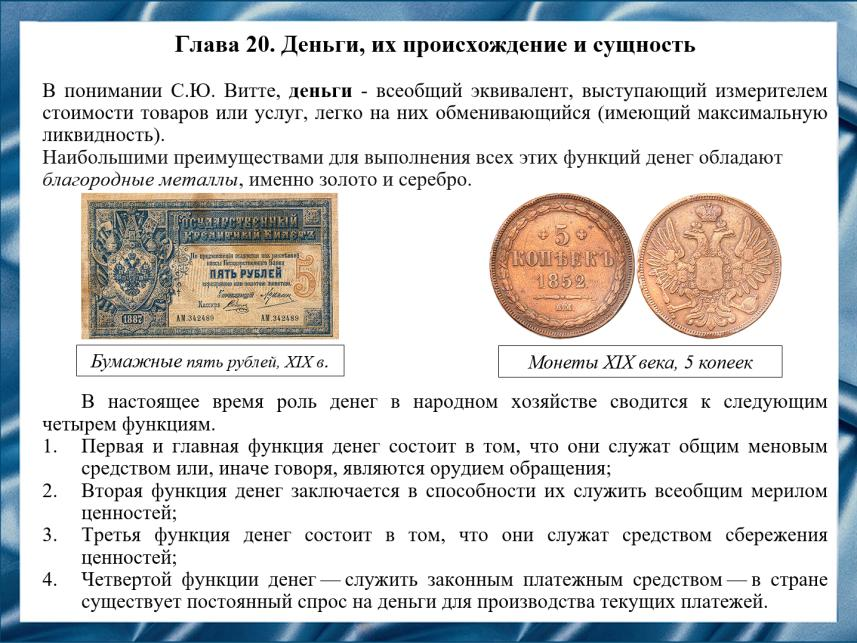 Глава 20. Деньги, их происхождение и сущность
В понимании С.Ю. Витте, деньги - всеобщий эквивалент, выступающий измерителем
стоимости товаров или услуг, легко на них обменивающийся (имеющий максимальную
ликвидность).
Наибольшими преимуществами для выполнения всех этих функций денег обладают
благородные металлы, именно золото и серебро.
ГОСУДАРСТВЕННЫЙ
КРЕДИТНЫЙ БИЛЕТЪ
ПЯТЬ РУБЛЕЙ
5
Кассиръ
1887
АМ.342489
АМ.342489
5
КОПѢЕКЪ
1852
Е.М.
Бумажные пять рублей, XIX в.
Монеты XIX века, 5 копеек
В настоящее время роль денег в народном хозяйстве сводится к следующим
четырем функциям.
1. Первая и главная функция денег состоит в том, что они служат общим меновым
средством или, иначе говоря, являются орудием обращения;
2. Вторая функция денег заключается в способности их служить всеобщим мерилом
ценностей;
3. Третья функция денег состоит в том, что они служат средством сбережения
ценностей;
4. Четвертой функции денег — служить законным платежным средством — в стране
существует постоянный спрос на деньги для производства текущих платежей.